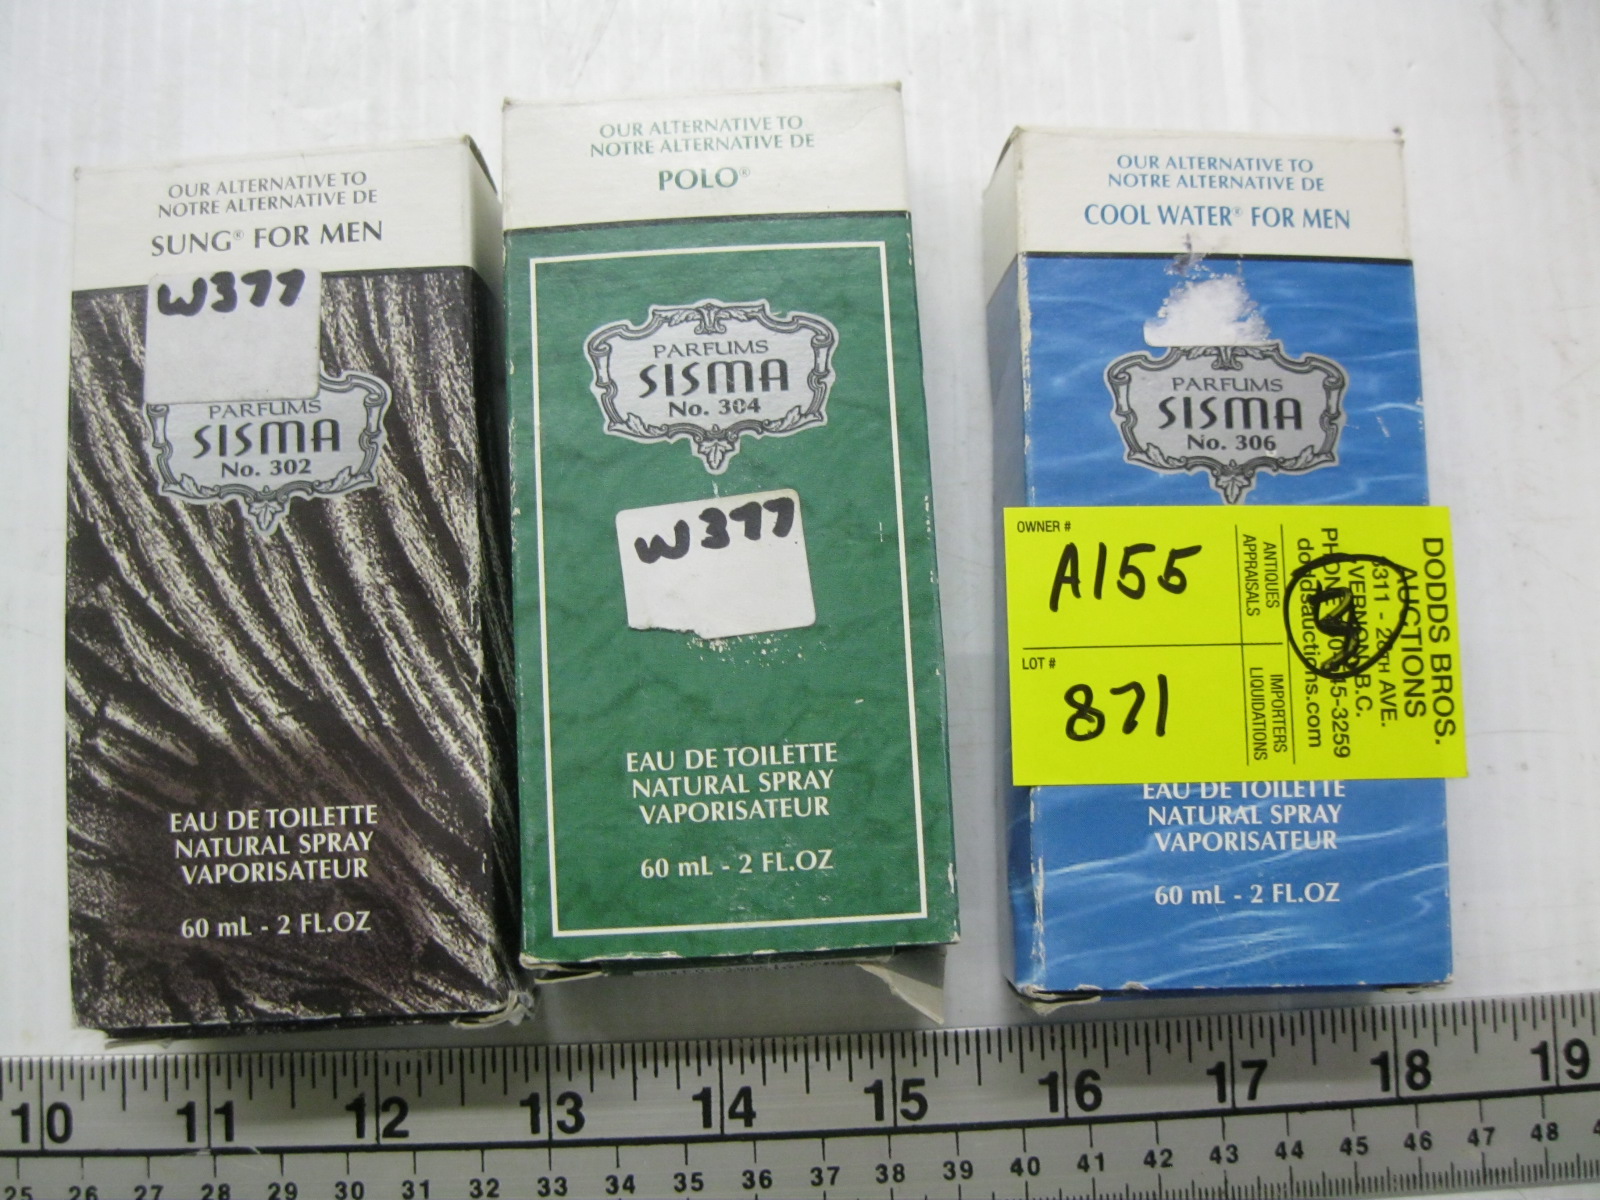 OUR ALTERNATIVE TO
NOTRE ALTERNATIVE DE
SUNG® FOR MEN
W377
PARFUMS
SISMA
No. 302
EAU DE TOILETTE
NATURAL SPRAY
VAPORISATEUR
60 mL - 2 FL.OZ
OUR ALTERNATIVE TO
NOTRE ALTERNATIVE DE
POLO®
PARFUMS
SISMA
No. 304
W377
EAU DE TOILETTE
NATURAL SPRAY
VAPORISATEUR
60 mL - 2 FL.OZ
OUR ALTERNATIVE TO
NOTRE ALTERNATIVE DE
COOL WATER® FOR MEN
PARFUMS
SISMA
No. 306
OWNER #
A155
LOT #
871
ANTIQUES
APPRAISALS
IMPORTERS
LIQUIDATIONS
DODDS BROS.
AUCTIONS
28TH AVE.
VERNON, B.C.
45-3259
EAU DE TOILETTE
NATURAL SPRAY
VAPORISATEUR
60 mL - 2 FL.OZ
10 11 12 13 14 15 16 17 18 19
25 26 27 28 29 30 31 32 33 34 35 36 37 38 39 40 41 42 43 44 45 46 47 48